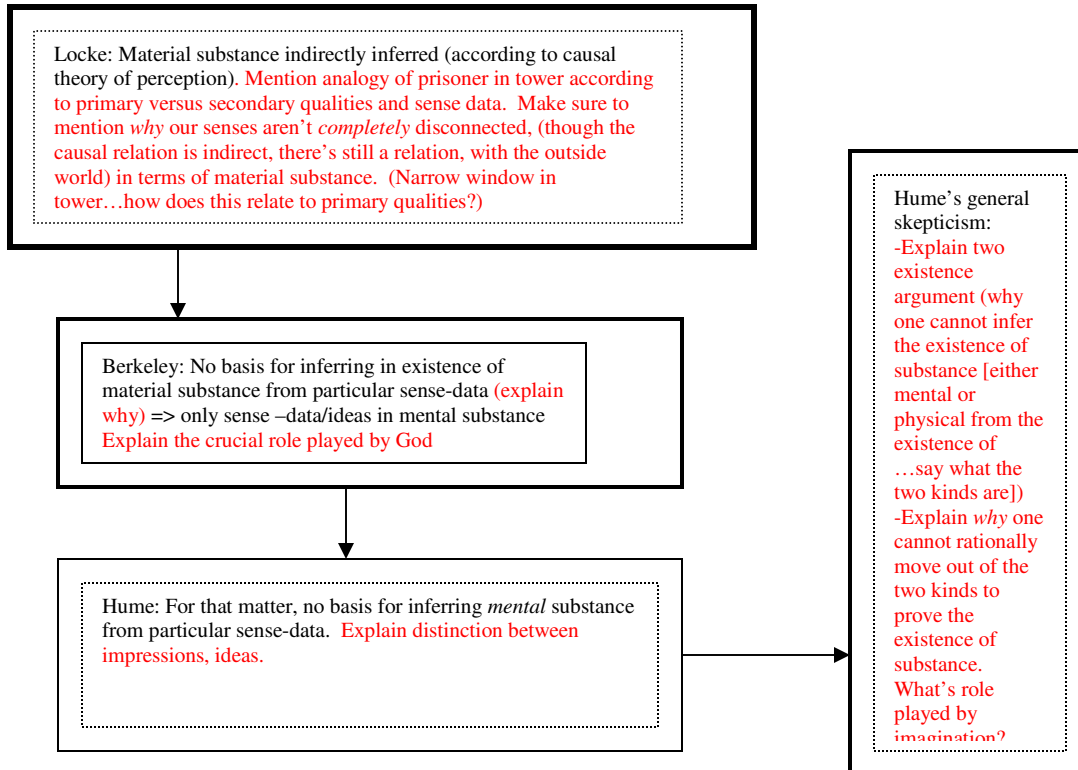 Locke: Material substance indirectly inferred (according to causal
theory of perception). Mention analogy of prisoner in tower according
to primary versus secondary qualities and sense data.  Make sure to
mention why our senses aren't completely disconnected, (though the
causal relation is indirect, there's still a relation, with the outside
world) in terms of material substance.  (Narrow window in
tower…how does this relate to primary qualities?)
Berkeley: No basis for inferring in existence of
material substance from particular sense-data (explain
why) => only sense –data/ideas in mental substance
Explain the crucial role played by God
Hume: For that matter, no basis for inferring mental substance
from particular sense-data.  Explain distinction between
impressions, ideas.
Hume's general
skepticism:
-Explain two
existence
argument (why
one cannot infer
the existence of
substance [either
mental or
physical from the
existence of
…say what the
two kinds are])
-Explain why one
cannot rationally
move out of the
two kinds to
prove the
existence of
substance.
What's role
played by
imagination?